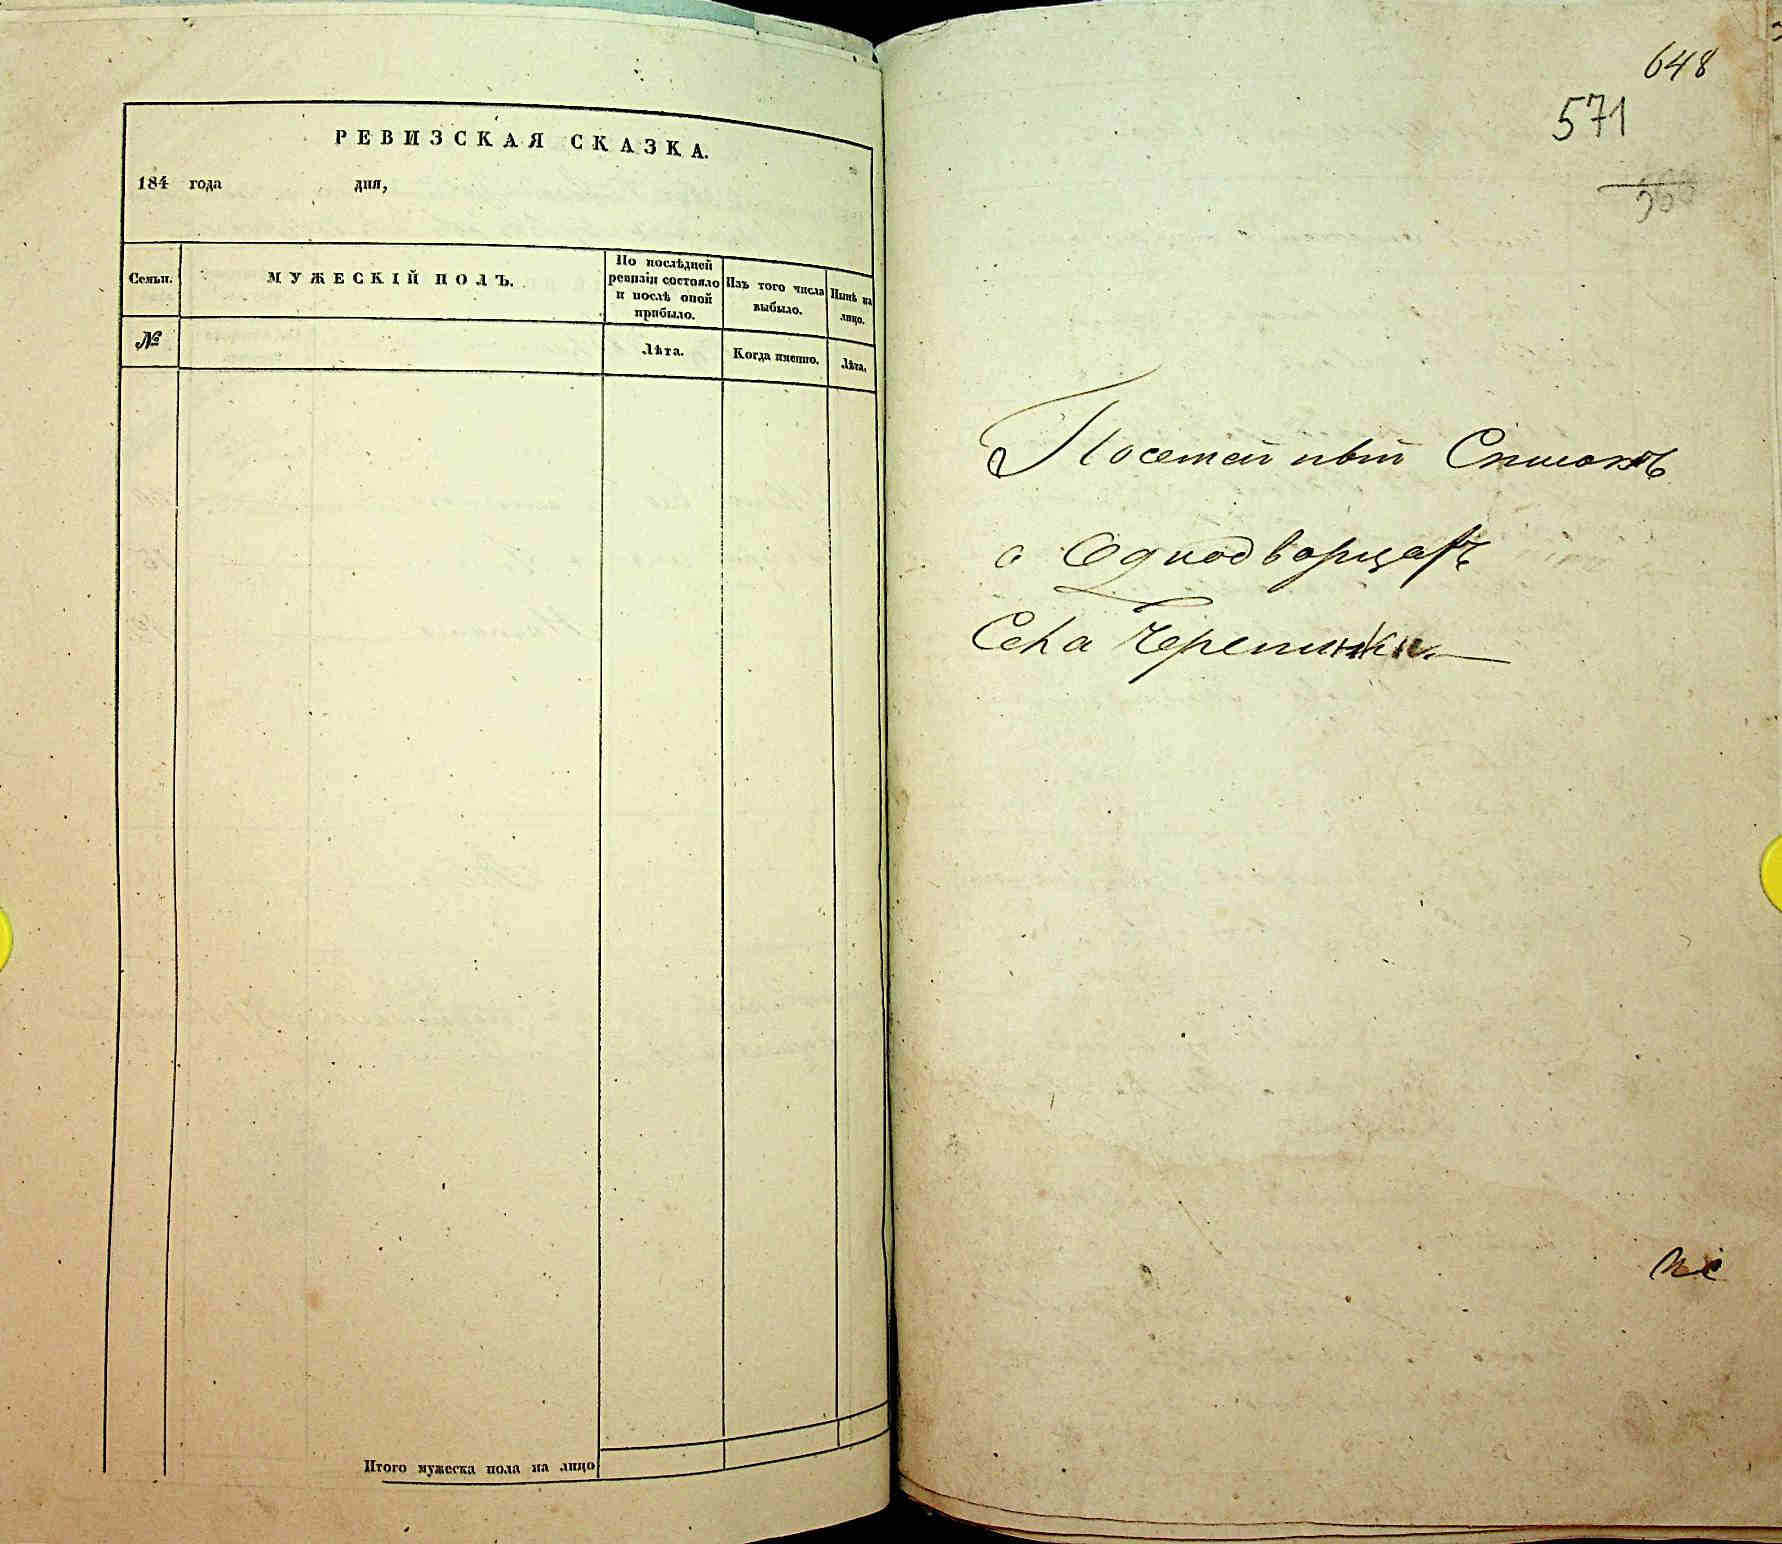 РЕВИЗСКАЯ СКАЗКА.
184 года дня,
Семьи.
МУЖЕСКІЙ ПОЛЪ.
По послѣдней
ревизіи состояло
и послѣ оной
прибыло.
Изъ того числа
выбыло.
Нынѣ на
лицо.
№
Лѣта.
Когда именно.
Лѣта.
Итого мужеска пола на лицо
648
571
Посемейный Списокъ
о Однодворцахъ
Села Черепинки